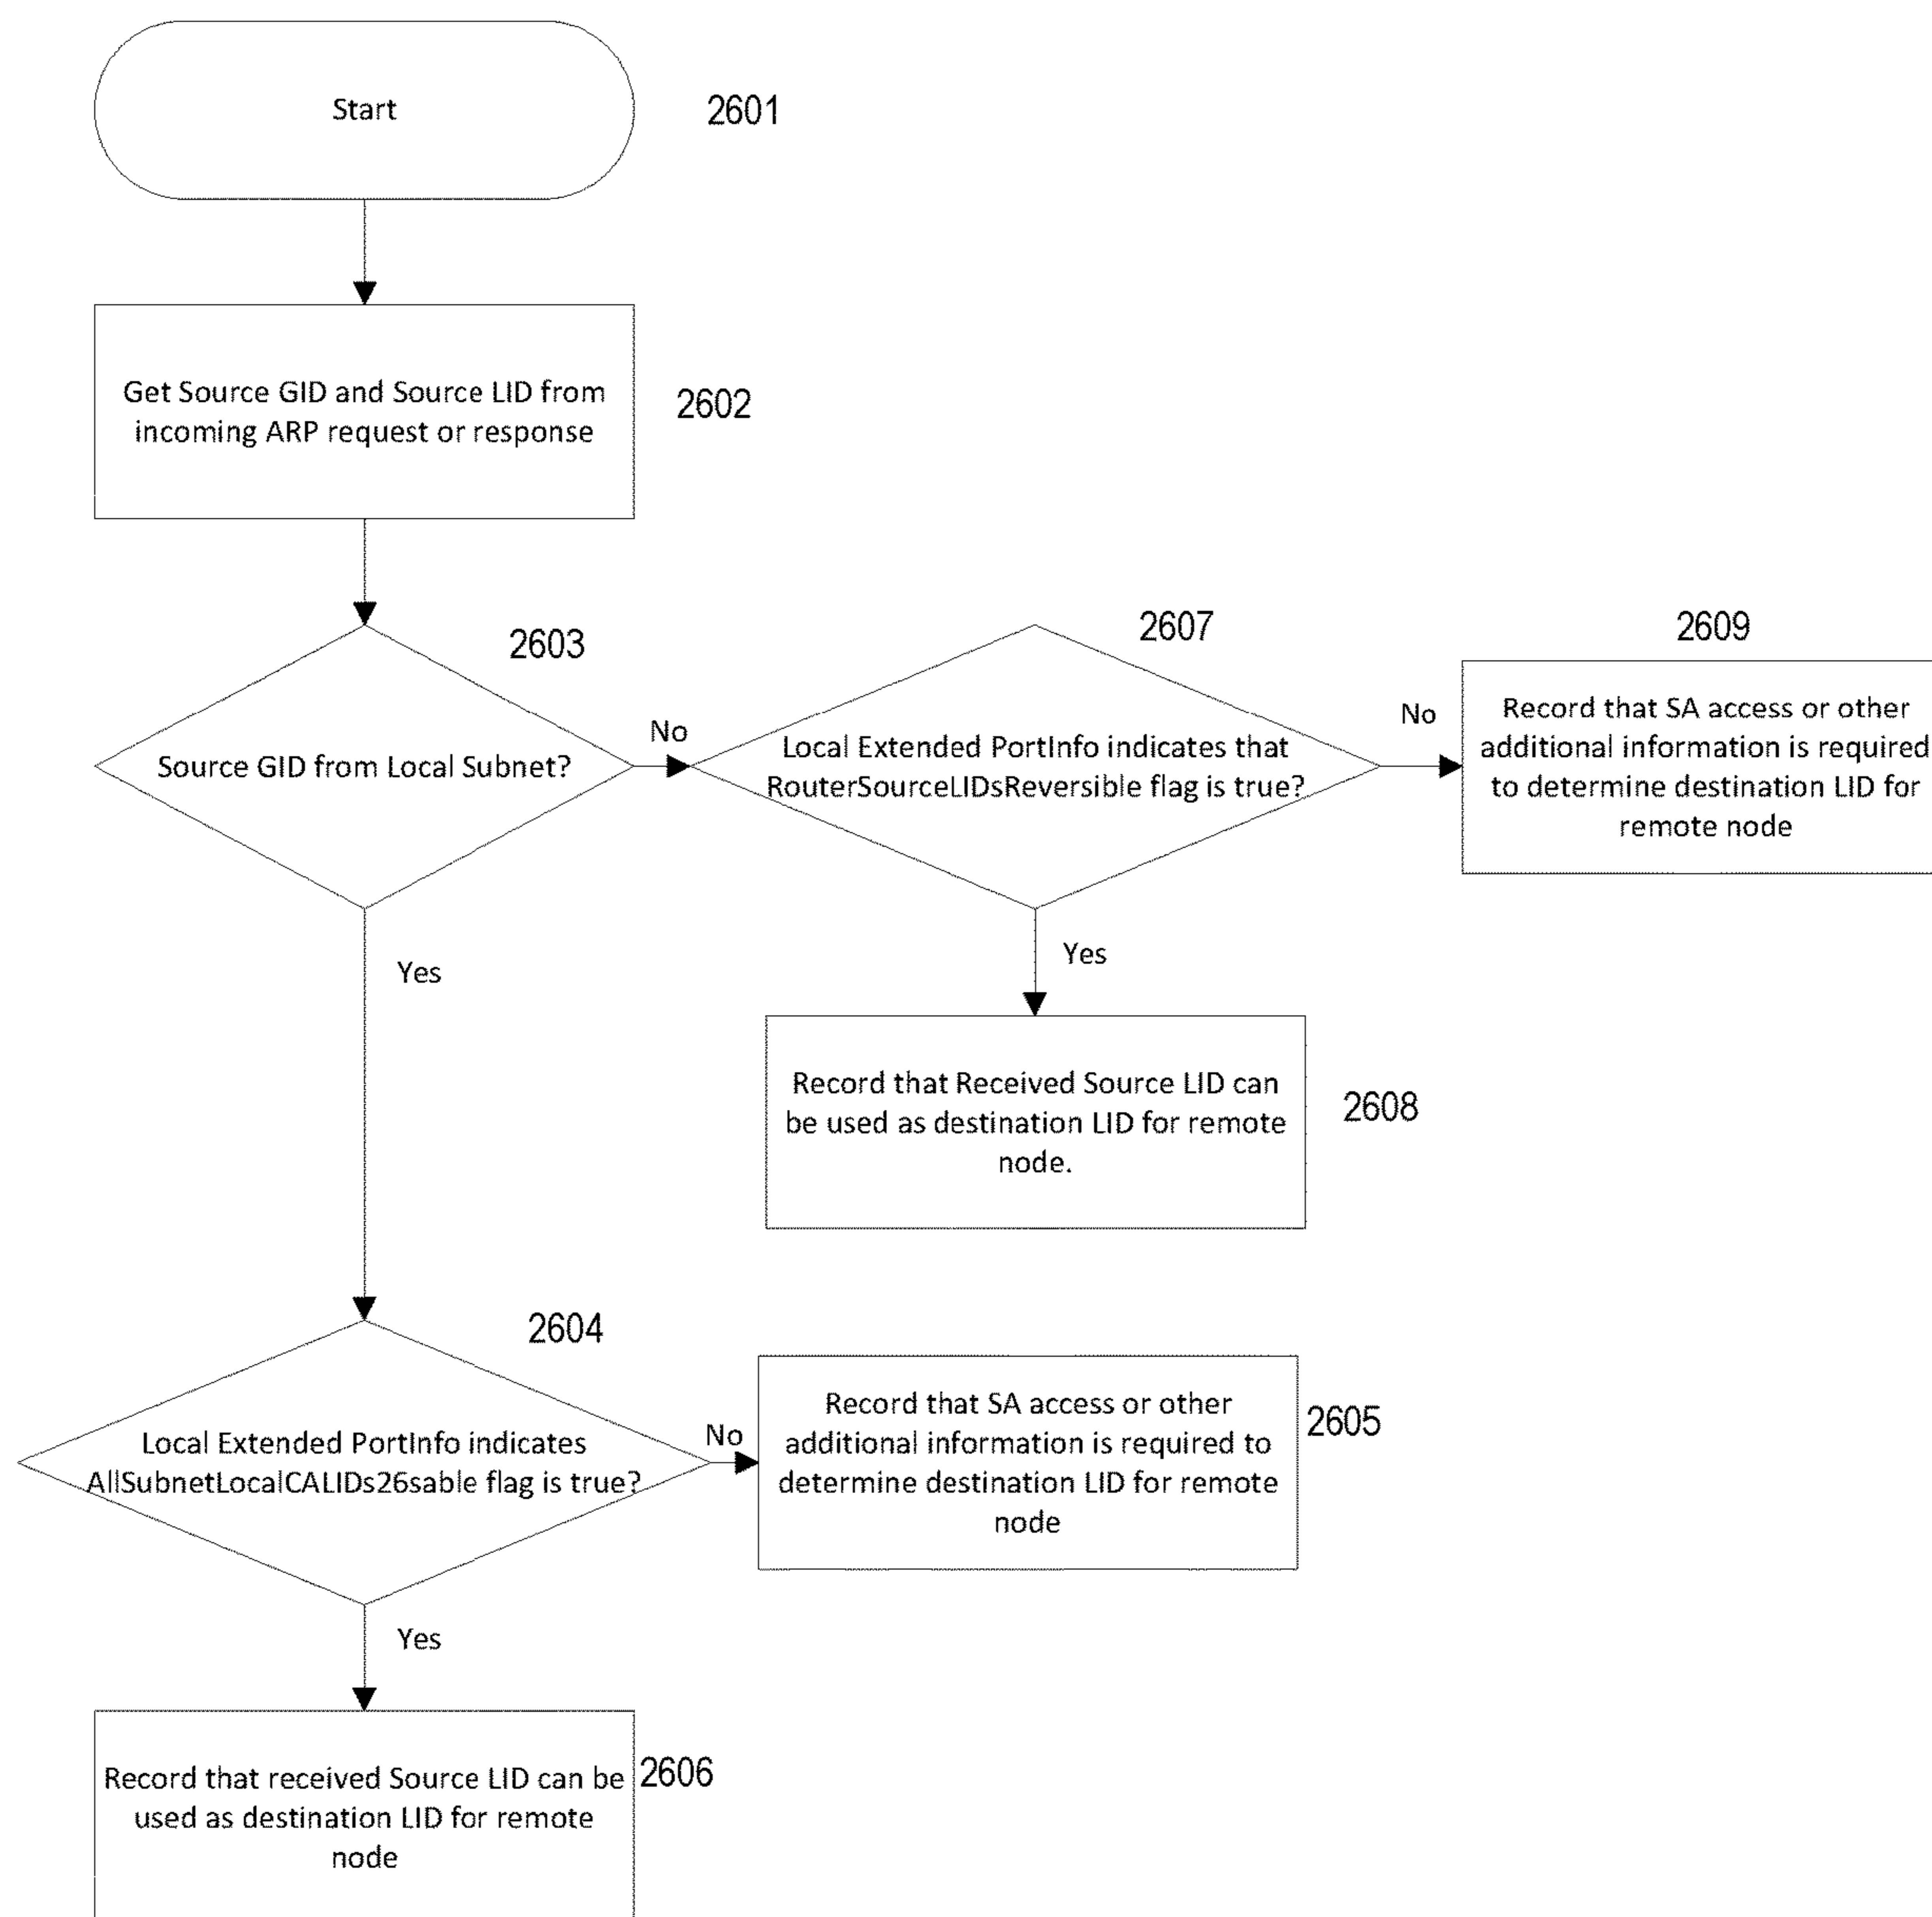 Start
2601
Get Source GID and Source LID from
incoming ARP request or response
2602
2603
Source GID from Local Subnet?
No
2607
Local Extended PortInfo indicates that
RouterSourceLIDsReversible flag is true?
No
2609
Record that SA access or other
additional information is required
to determine destination LID for
remote node
Yes
Yes
Record that Received Source LID can
be used as destination LID for remote
node.
2608
2604
Local Extended PortInfo indicates
AllSubnetLocalCALIDs26sable flag is true?
No
Record that SA access or other
additional information is required to
determine destination LID for remote
node
2605
Yes
Record that received Source LID can be
used as destination LID for remote
node
2606